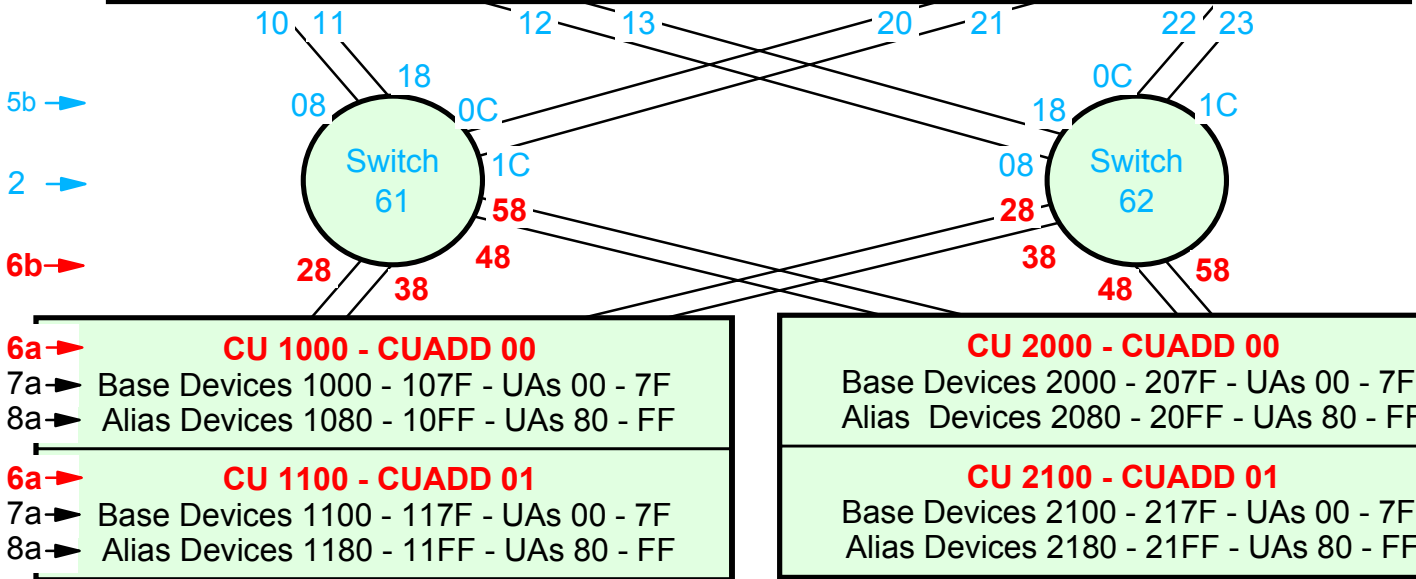 10 11 12 13 20 21 22 23
18 0C
5b 08 0C 18 1C
Switch 61
1C
Switch 62
08
2
58 28
48 38 58
6b 28 38 48
6a CU 1000 - CUADD 00
7a Base Devices 1000 - 107F - UAs 00 - 7F
8a Alias Devices 1080 - 10FF - UAs 80 - FF
6a CU 1100 - CUADD 01
7a Base Devices 1100 - 117F - UAs 00 - 7F
8a Alias Devices 1180 - 11FF - UAs 80 - FF
CU 2000 - CUADD 00
Base Devices 2000 - 207F - UAs 00 - 7F
Alias Devices 2080 - 20FF - UAs 80 - FF
CU 2100 - CUADD 01
Base Devices 2100 - 217F - UAs 00 - 7F
Alias Devices 2180 - 21FF - UAs 80 - FF